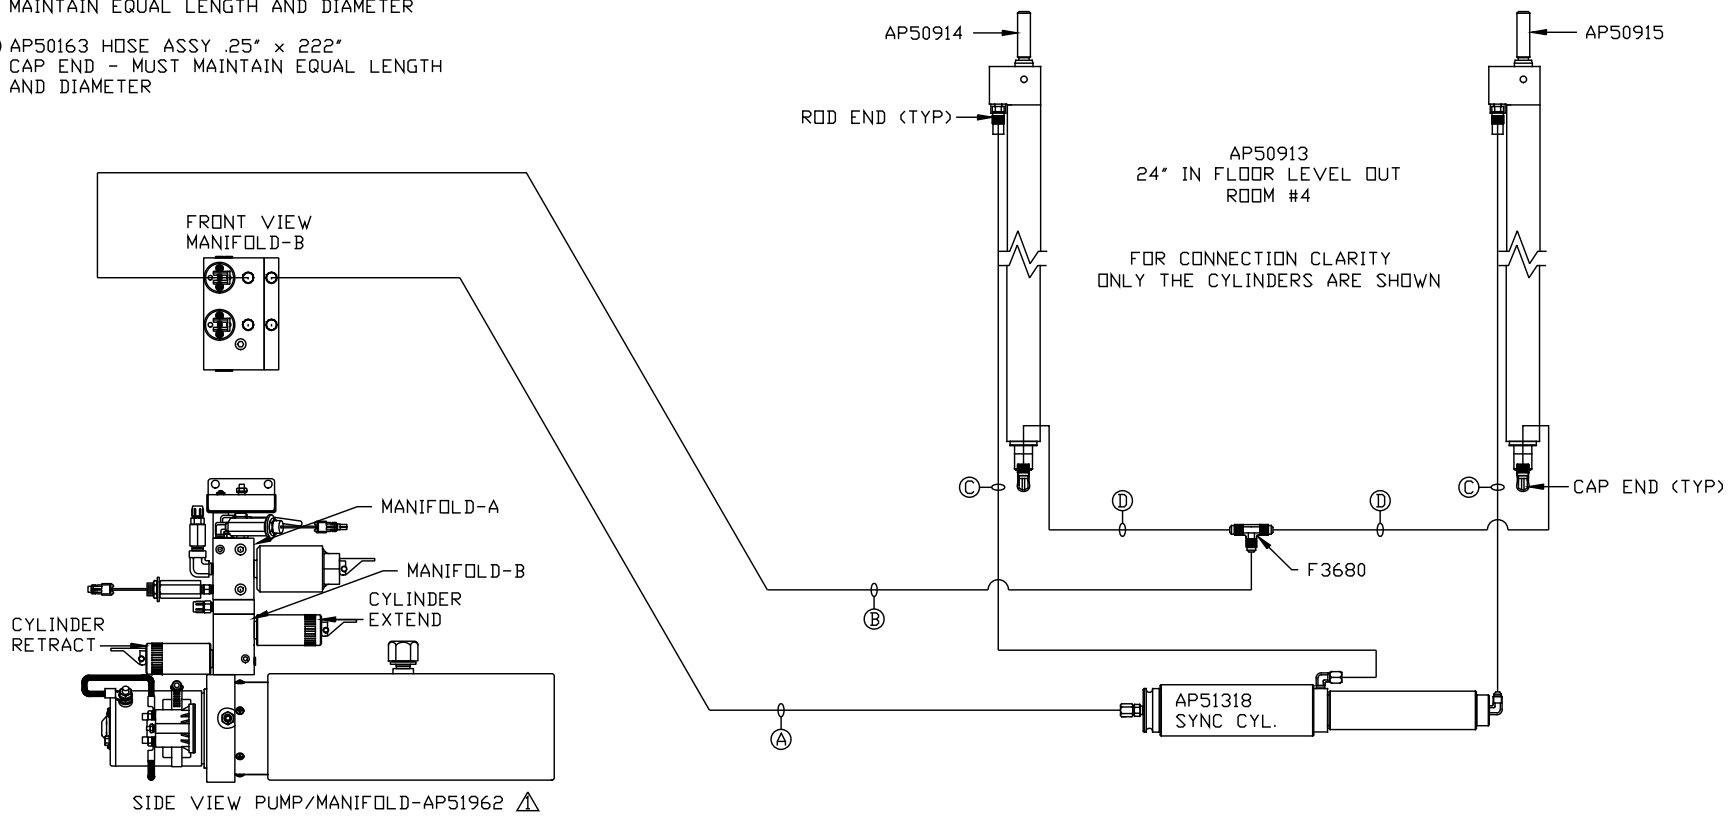 MAINTAIN EQUAL LENGTH AND DIAMETER
AP50163 HOSE ASSY .25" x 222"
CAP END - MUST MAINTAIN EQUAL LENGTH
AND DIAMETER
AP50914
AP50915
ROD END (TYP)
AP50913
24" IN FLOOR LEVEL OUT
ROOM #4
FOR CONNECTION CLARITY
ONLY THE CYLINDERS ARE SHOWN
FRONT VIEW
MANIFOLD-B
C
C
CAP END (TYP)
D
D
MANIFOLD-A
F3680
MANIFOLD-B
CYLINDER
EXTEND
B
CYLINDER
RETRACT
AP51318
SYNC CYL.
A
SIDE VIEW PUMP/MANIFOLD-AP51962 1